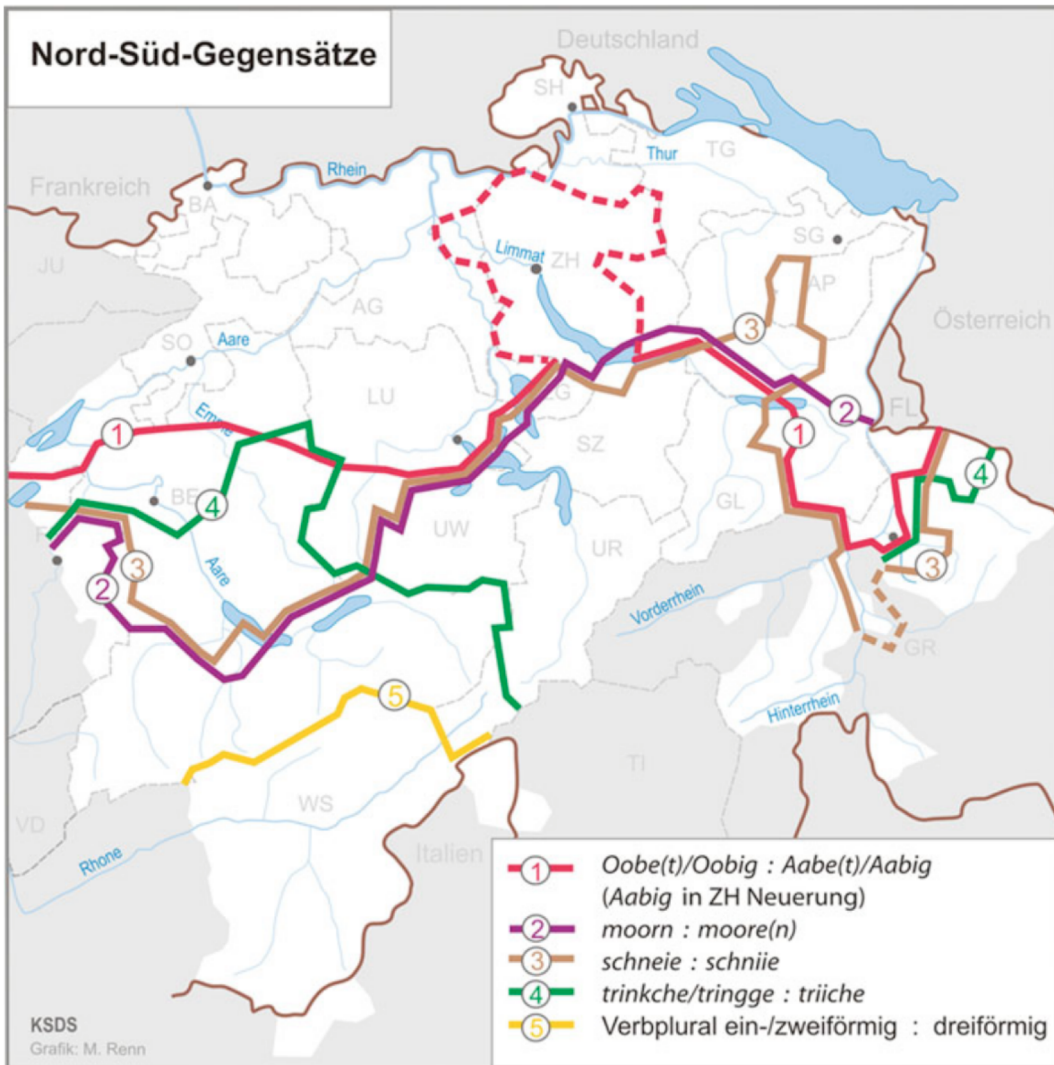 Nord-Süd-Gegensätze
Deutschland
SH
Thur
TG
Rhein
Frankreich
BA
SG
Limmat
ZH
JU
AP
AG
Österreich
3
SO
Aare
FL
LU
ZG
2
Emme
1
SZ
1
4
BE
4
GL
UW
UR
3
3
Aare
2
Vorderrhein
GR
5
Hinterrhein
TI
WS
VD
Rhone
Italien
1 Oobe(t)/Oobig : Aabe(t)/Aabig
(Aabig in ZH Neuerung)
2 moorn : moore(n)
3 schneie : schniie
4 trinkche/tringge : triiche
5 Verbplural ein-/zweiförmig : dreiförmig
KSDS
Grafik: M. Renn